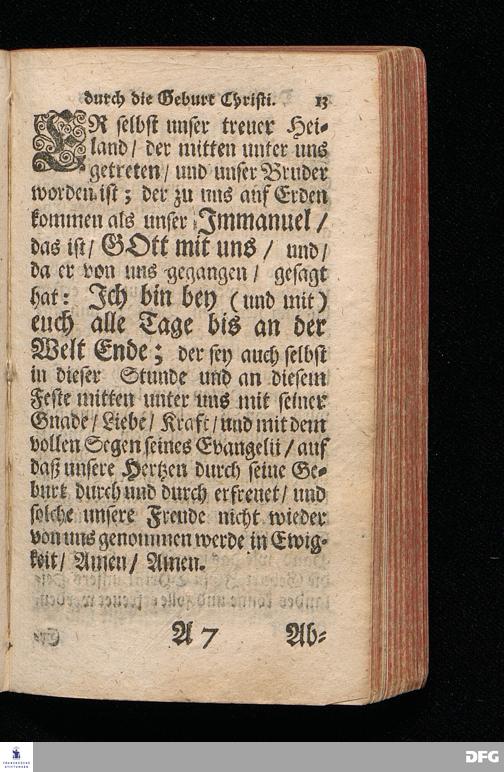 durch die Geburt Christi. 13
ER selbst unser treuer Hei-
land / der mitten unter uns
getreten / und unser Bruder
worden ist ; der zu uns auf Erden
kommen als unser Immanuel /
das ist / GOtt mit uns / und /
da er von uns gegangen / gesagt
hat : Ich bin bey ( und mit )
euch alle Tage bis an der
Welt Ende ; der sey auch selbst
in dieser Stunde und an diesem
Feste mitten unter uns mit seiner
Gnade / Liebe / Kraft / und mit dem
vollen Segen seines Evangelii / auf
daß unsere Hertzen durch seine Ge-
burt durch und durch erfreuet / und
solche unsere Freude nicht wieder
von uns genommen werde in Ewig-
keit / Amen / Amen.
A 7 Ab-
FRANCKESCHE STIFTUNGEN
DFG